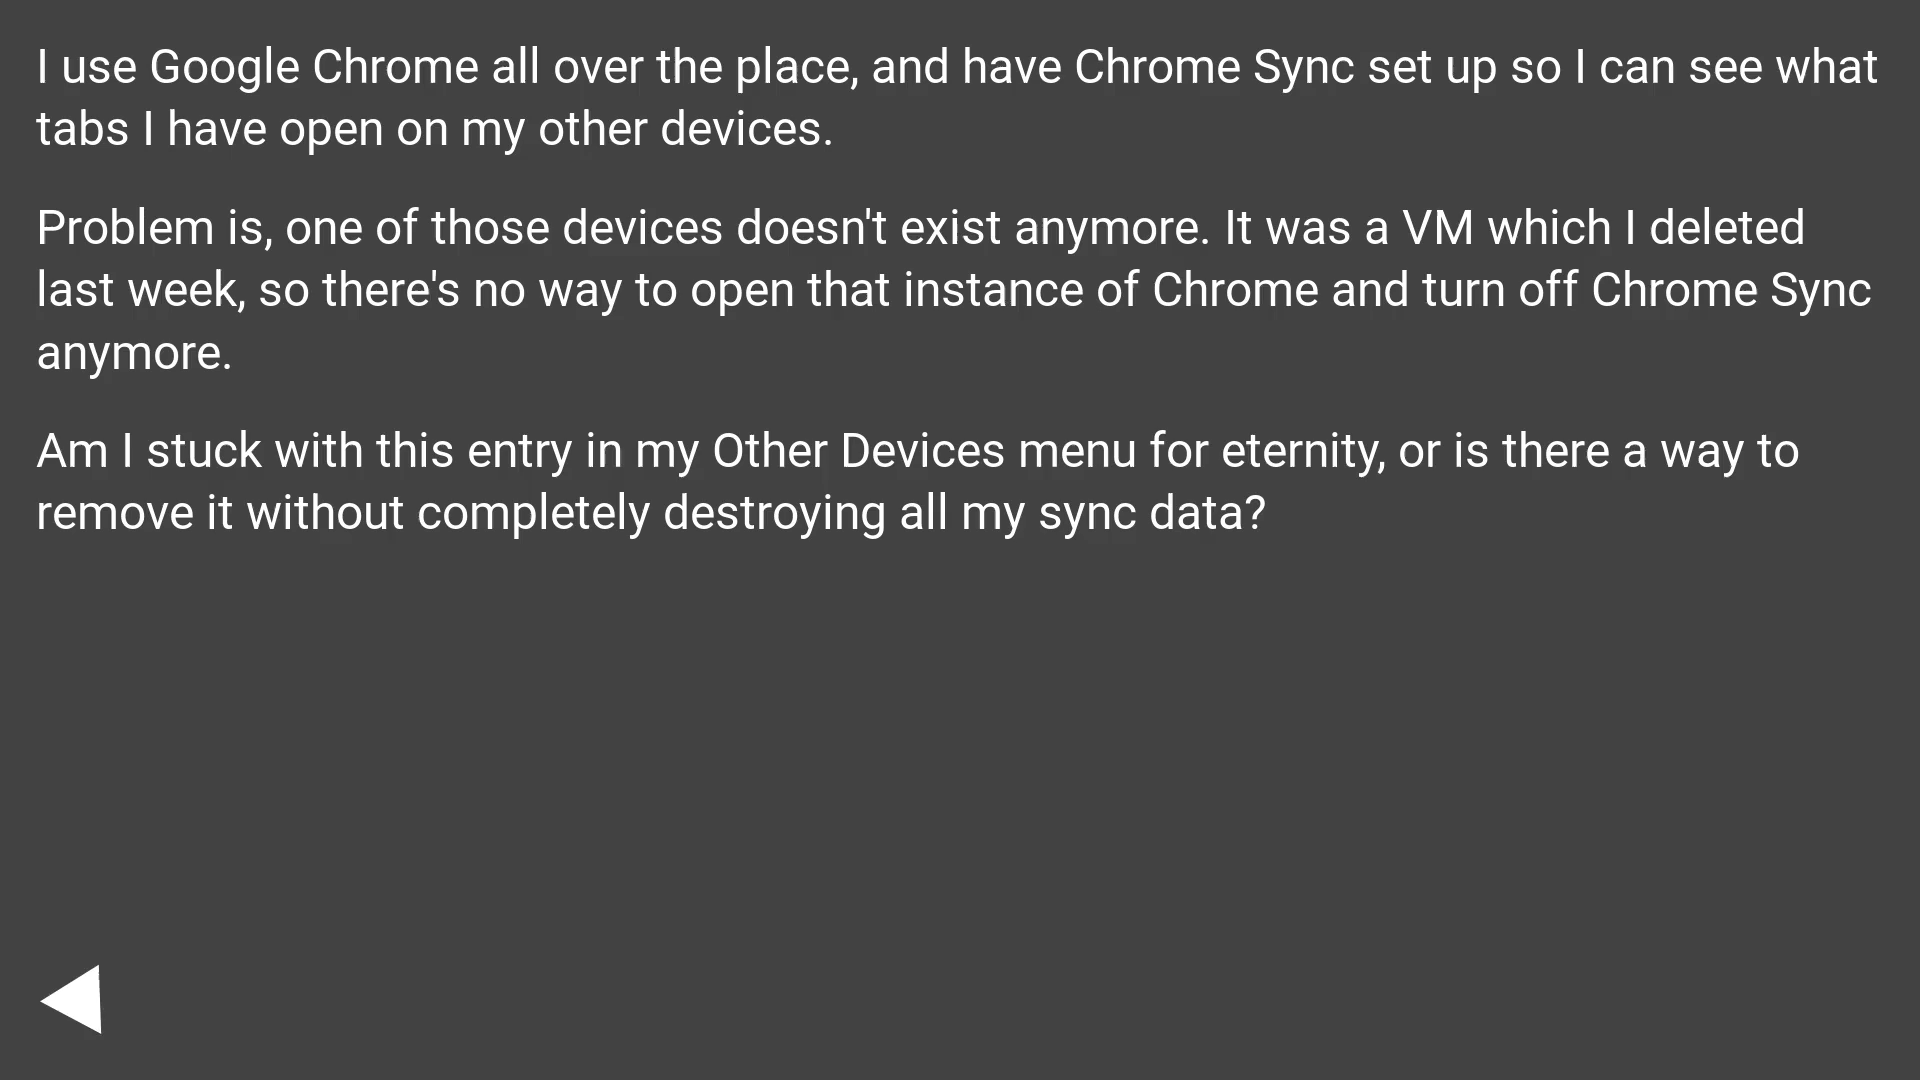 I use Google Chrome all over the place, and have Chrome Sync set up so I can see what
tabs I have open on my other devices.
Problem is, one of those devices doesn't exist anymore. It was a VM which I deleted
last week, so there's no way to open that instance of Chrome and turn off Chrome Sync
anymore.
Am I stuck with this entry in my Other Devices menu for eternity, or is there a way to
remove it without completely destroying all my sync data?